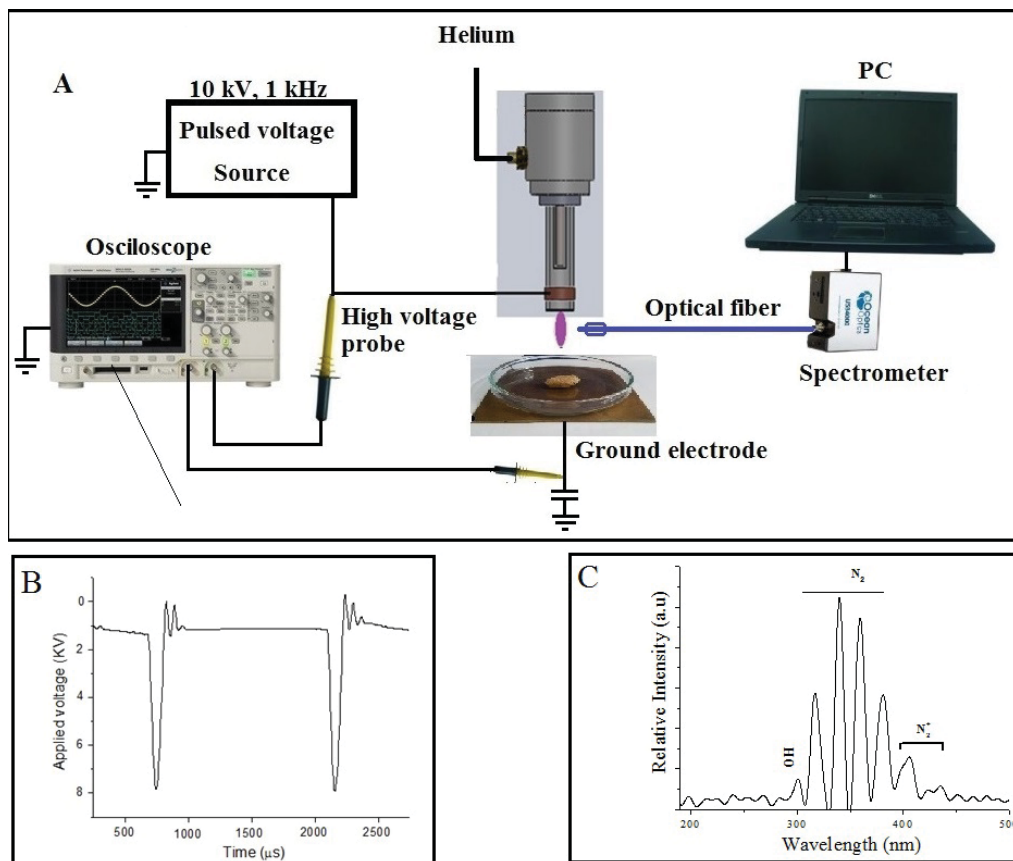 A
Helium
PC
10 kV, 1 kHz
Pulsed voltage
Source
Osciloscope
High voltage
probe
Optical fiber
Ocean
Optics
Spectrometer
Ground electrode
B
Applied voltage (KV)
0
2
4
6
8
500 1000 1500 2000 2500
Time (µs)
C
N₂
OH
N₂⁺
Relative Intensity (a.u)
200 300 400 500
Wavelength (nm)